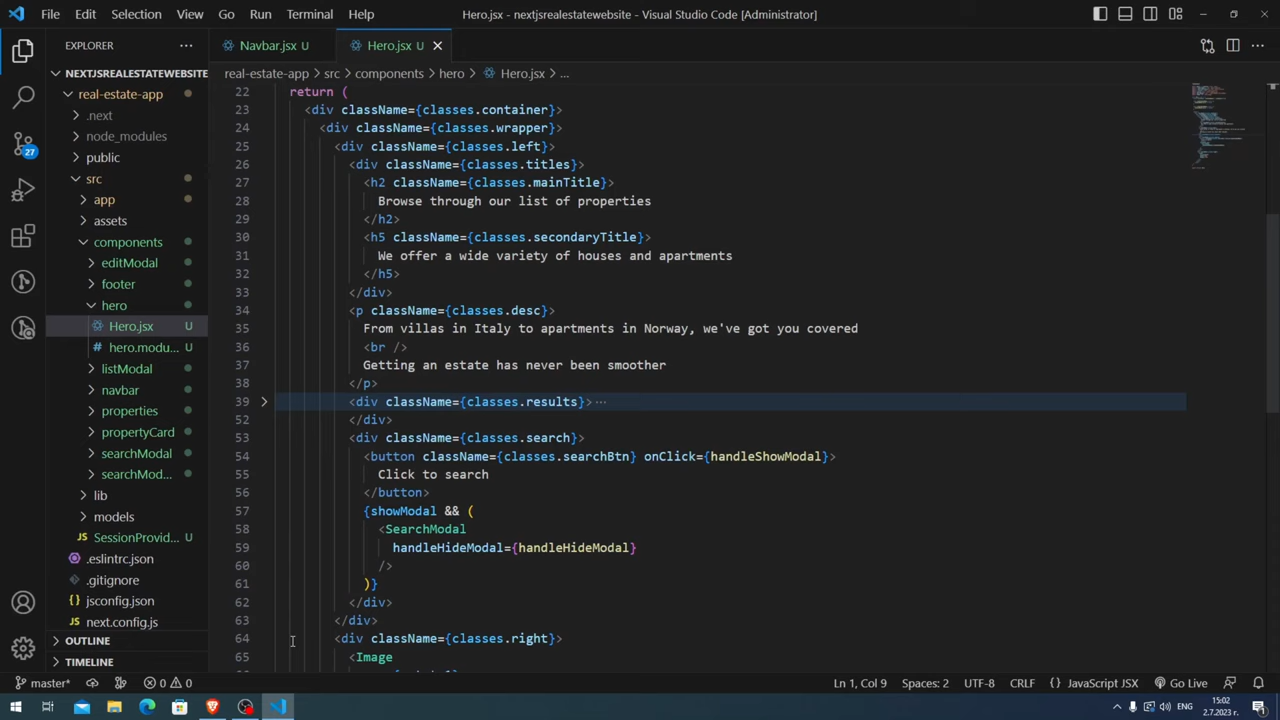 File Edit Selection View Go Run Terminal Help
Hero.jsx - nextjsrealestatewebsite - Visual Studio Code [Administrator]
EXPLORER ···
Navbar.jsx U
Hero.jsx U
NEXTJSREALESTATEWEBSITE
real-estate-app > src > components > hero > Hero.jsx > ...
real-estate-app
.next
node_modules
public
src
app
assets
components
editModal
footer
hero
Hero.jsx U
hero.modu... U
listModal
navbar
properties
propertyCard
searchModal
searchMod...
lib
models
JS SessionProvid... U
.eslintrc.json
.gitignore
jsconfig.json
next.config.js
OUTLINE
TIMELINE
27
22 return (
23 <div className={classes.container}>
24 <div className={classes.wrapper}>
25 <div className={classes.left}>
26 <div className={classes.titles}>
27 <h2 className={classes.mainTitle}>
28 Browse through our list of properties
29 </h2>
30 <h5 className={classes.secondaryTitle}>
31 We offer a wide variety of houses and apartments
32 </h5>
33 </div>
34 <p className={classes.desc}>
35 From villas in Italy to apartments in Norway, we've got you covered
36 <br />
37 Getting an estate has never been smoother
38 </p>
39 <div className={classes.results}>···
52 </div>
53 <div className={classes.search}>
54 <button className={classes.searchBtn} onClick={handleShowModal}>
55 Click to search
56 </button>
57 {showModal && (
58 <SearchModal
59 handleHideModal={handleHideModal}
60 />
61 )}
62 </div>
63 </div>
64 <div className={classes.right}>
65 <Image
master* 0 0
Ln 1, Col 9 Spaces: 2 UTF-8 CRLF {} JavaScript JSX Go Live
ENG
15:02
2.7.2023 г.